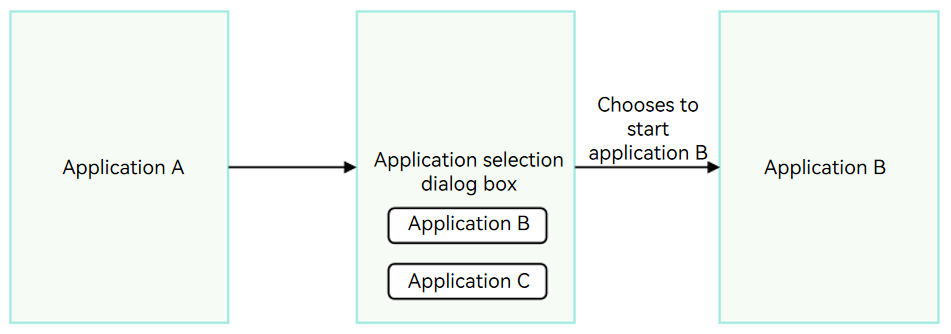 Application A
Application selection
dialog box
Application B
Application C
Chooses to
start
application B
Application B